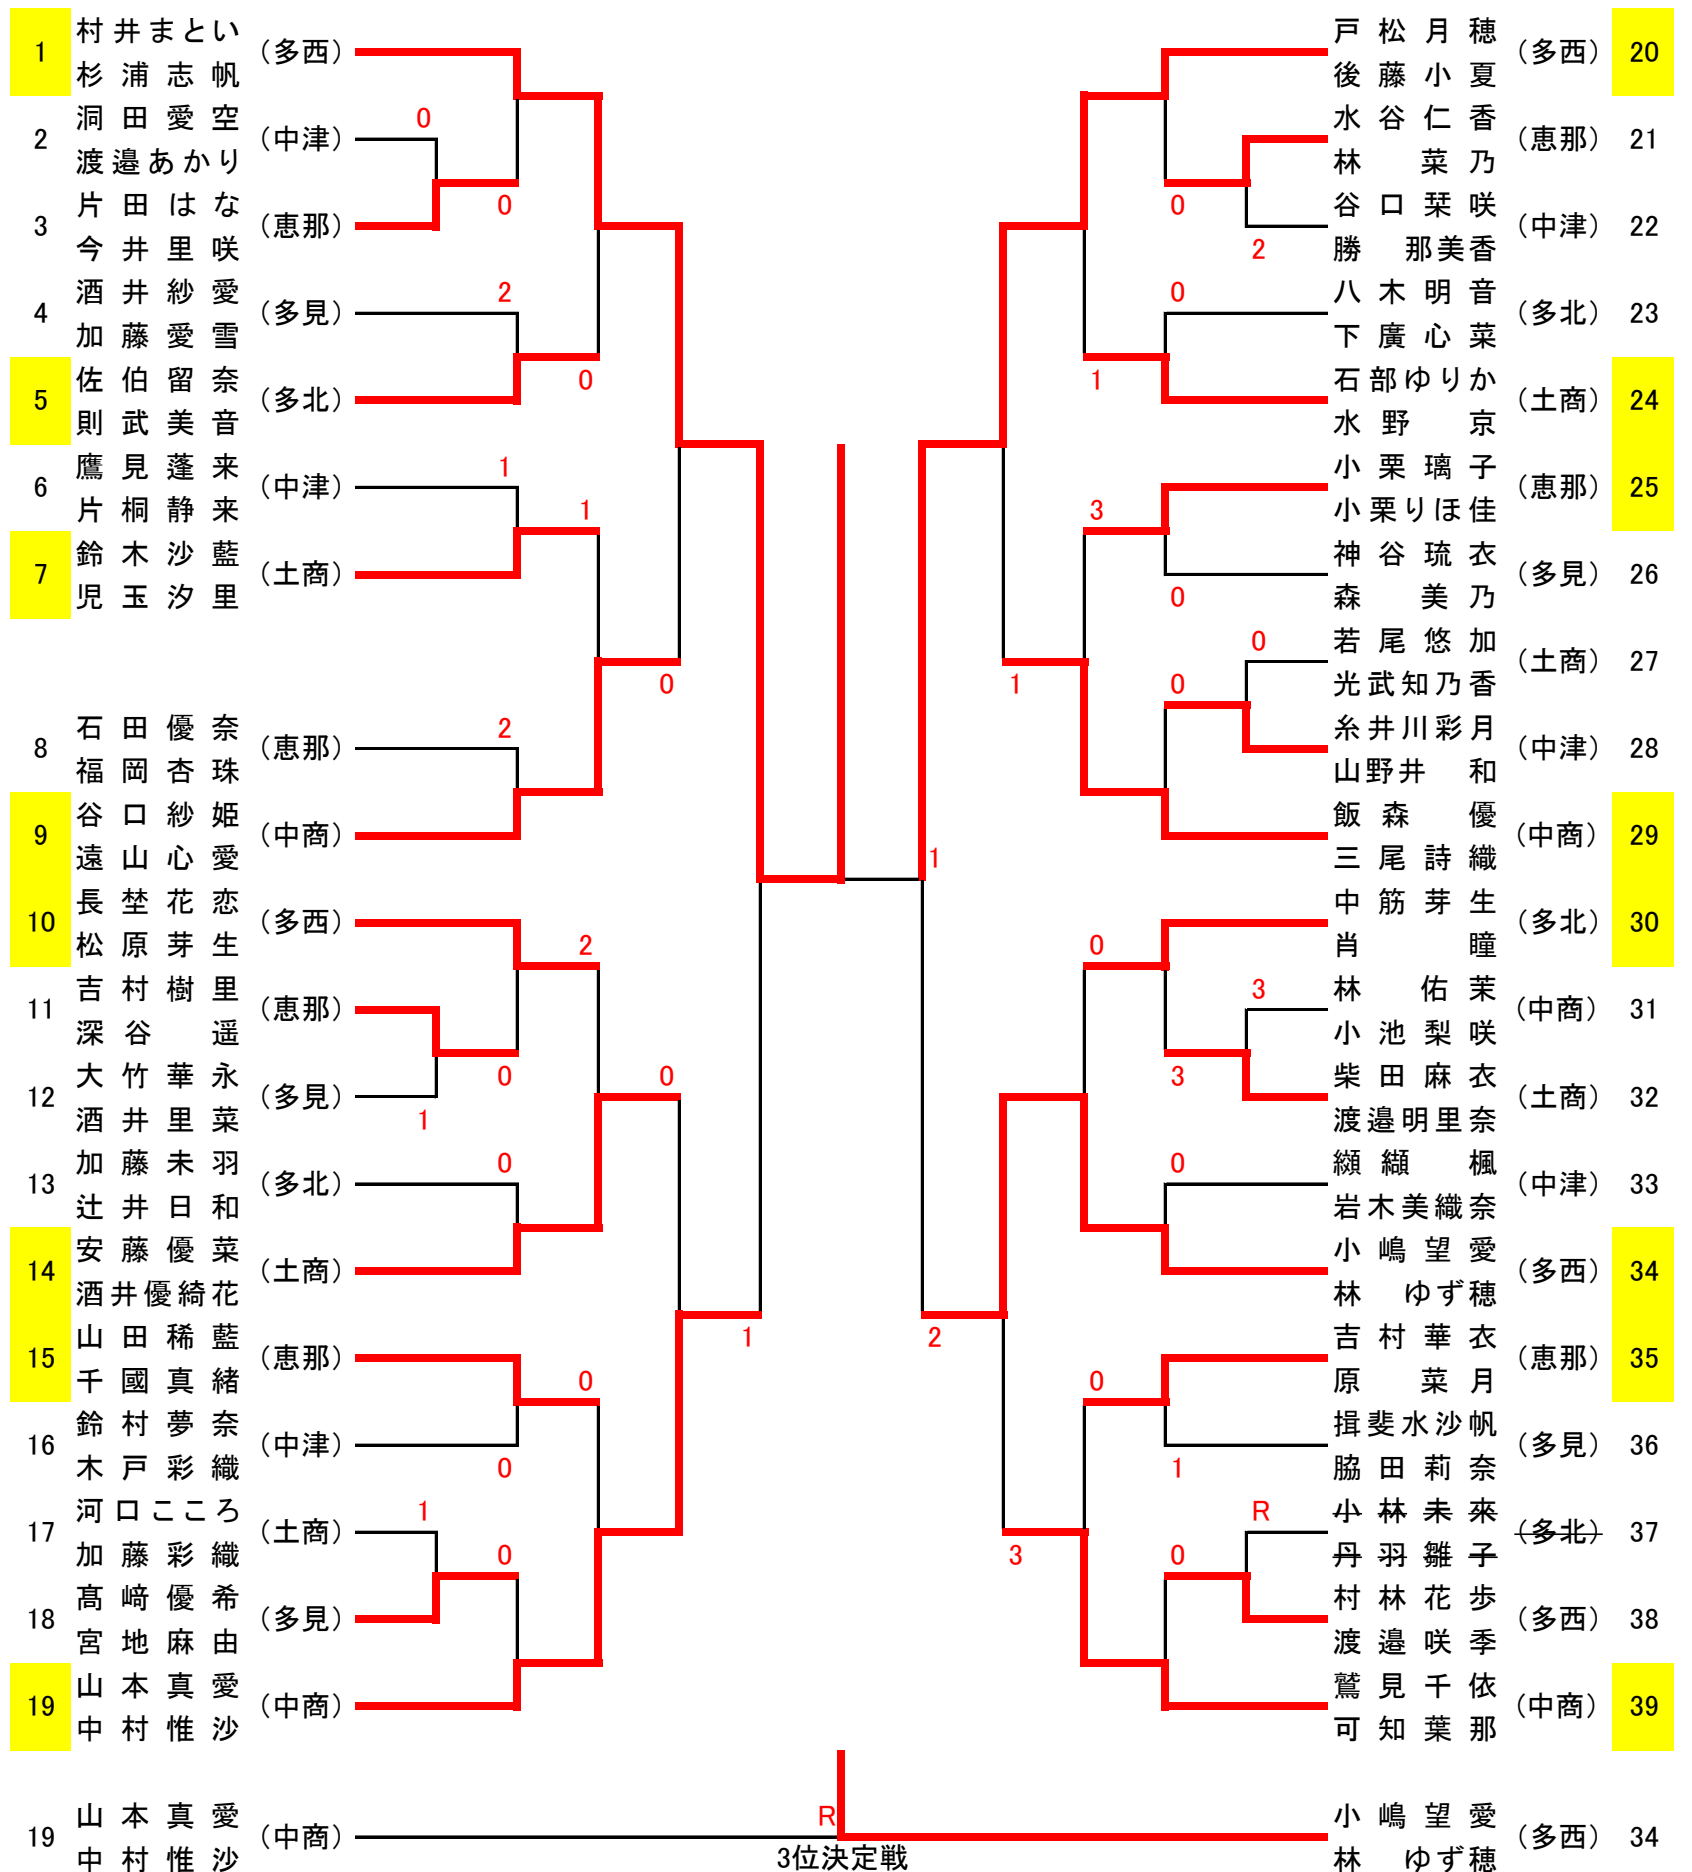 1 村井まとい (多西)
杉浦志帆
2 洞田愛空 (中津) 0
渡邉あかり
3 片田はな (恵那) 0
今井里咲
4 酒井紗愛 (多見) 2
加藤愛雪
5 佐伯留奈 (多北) 0
則武美音
6 鷹見蓬来 (中津) 1
片桐静来 1
7 鈴木沙藍 (土商)
児玉汐里
0
8 石田優奈 (恵那) 2
福岡杏珠
9 谷口紗姫 (中商)
遠山心愛
10 長埜花恋 (多西)
松原芽生 2
11 吉村樹里 (恵那)
深谷遥
12 大竹華永 (多見) 0 0
酒井里菜 1
13 加藤未羽 (多北) 0
辻井日和
14 安藤優菜 (土商)
酒井優綺花
1
15 山田稀藍 (恵那)
千國真緒 0
16 鈴村夢奈 (中津)
木戸彩織 0
17 河口こころ (土商) 1
加藤彩織 0
18 髙﨑優希 (多見)
宮地麻由
19 山本真愛 (中商)
中村惟沙
戸松月穂 (多西) 20
後藤小夏
水谷仁香 (恵那) 21
林菜乃
0 谷口栞咲 (中津) 22
2 勝那美香
0 八木明音 (多北) 23
下廣心菜
1 石部ゆりか (土商) 24
水野京
小栗璃子 (恵那) 25
3 小栗りほ佳
神谷琉衣 (多見) 26
0 森美乃
0 若尾悠加 (土商) 27
1 0 光武知乃香
糸井川彩月 (中津) 28
山野井和
飯森優 (中商) 29
1 三尾詩織
中筋芽生 (多北) 30
0 肖瞳
3 林佑茉 (中商) 31
小池梨咲
3 柴田麻衣 (土商) 32
渡邉明里奈
0 纐纈楓 (中津) 33
岩木美織奈
小嶋望愛 (多西) 34
林ゆず穂
2 吉村華衣 (恵那) 35
0 原菜月
揖斐水沙帆 (多見) 36
1 脇田莉奈
R 小林未來 (多北) 37
3 0 丹羽雛子
村林花歩 (多西) 38
渡邉咲季
鷲見千依 (中商) 39
可知葉那
19 山本真愛 (中商) R 小嶋望愛 (多西) 34
中村惟沙 3位決定戦 林ゆず穂